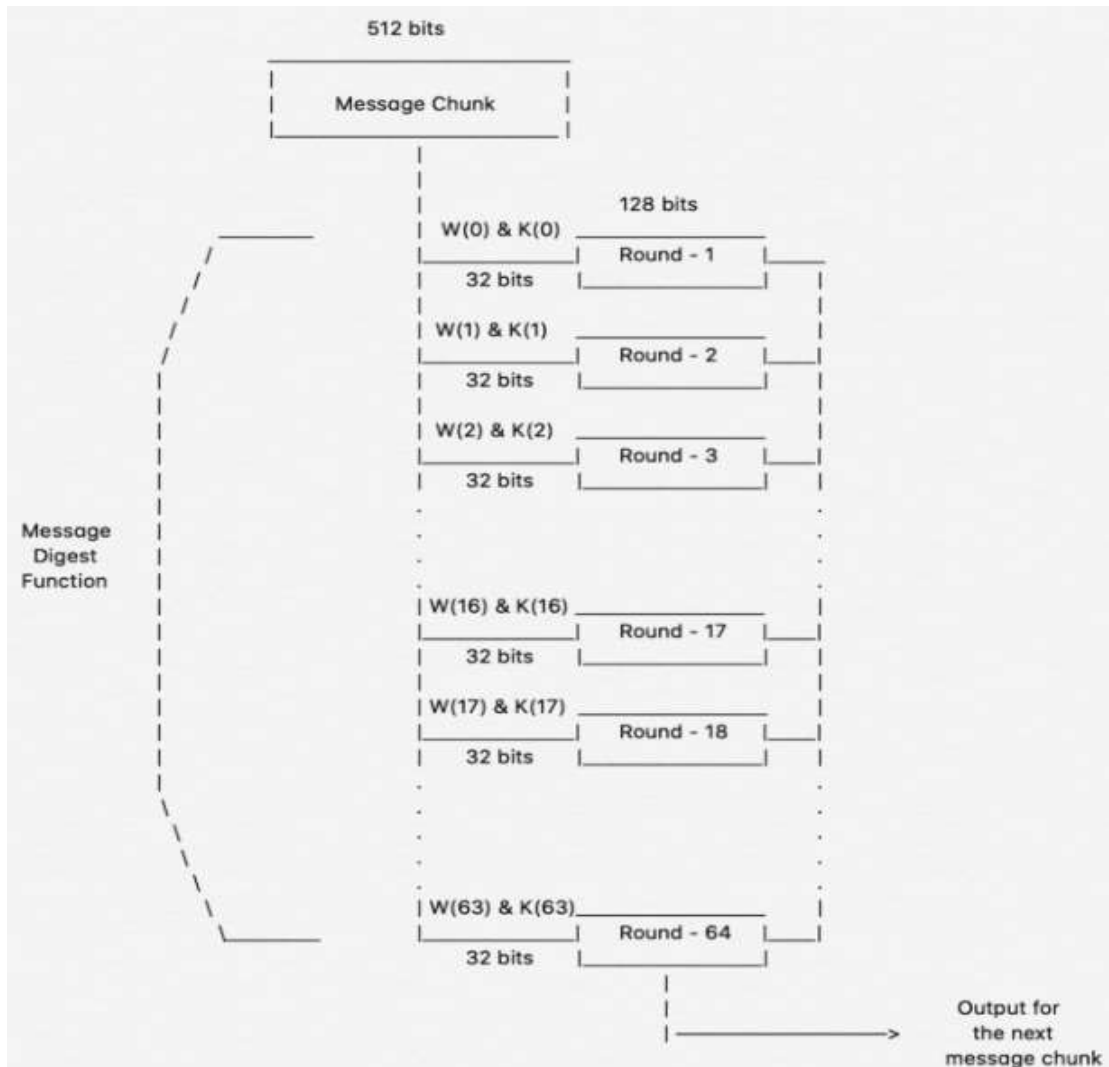 512 bits
Message Chunk
128 bits
W(0) & K(0)
Round - 1
32 bits
W(1) & K(1)
Round - 2
32 bits
W(2) & K(2)
Round - 3
32 bits
Message
Digest
Function
W(16) & K(16)
Round - 17
32 bits
W(17) & K(17)
Round - 18
32 bits
W(63) & K(63)
Round - 64
32 bits
Output for
the next
message chunk